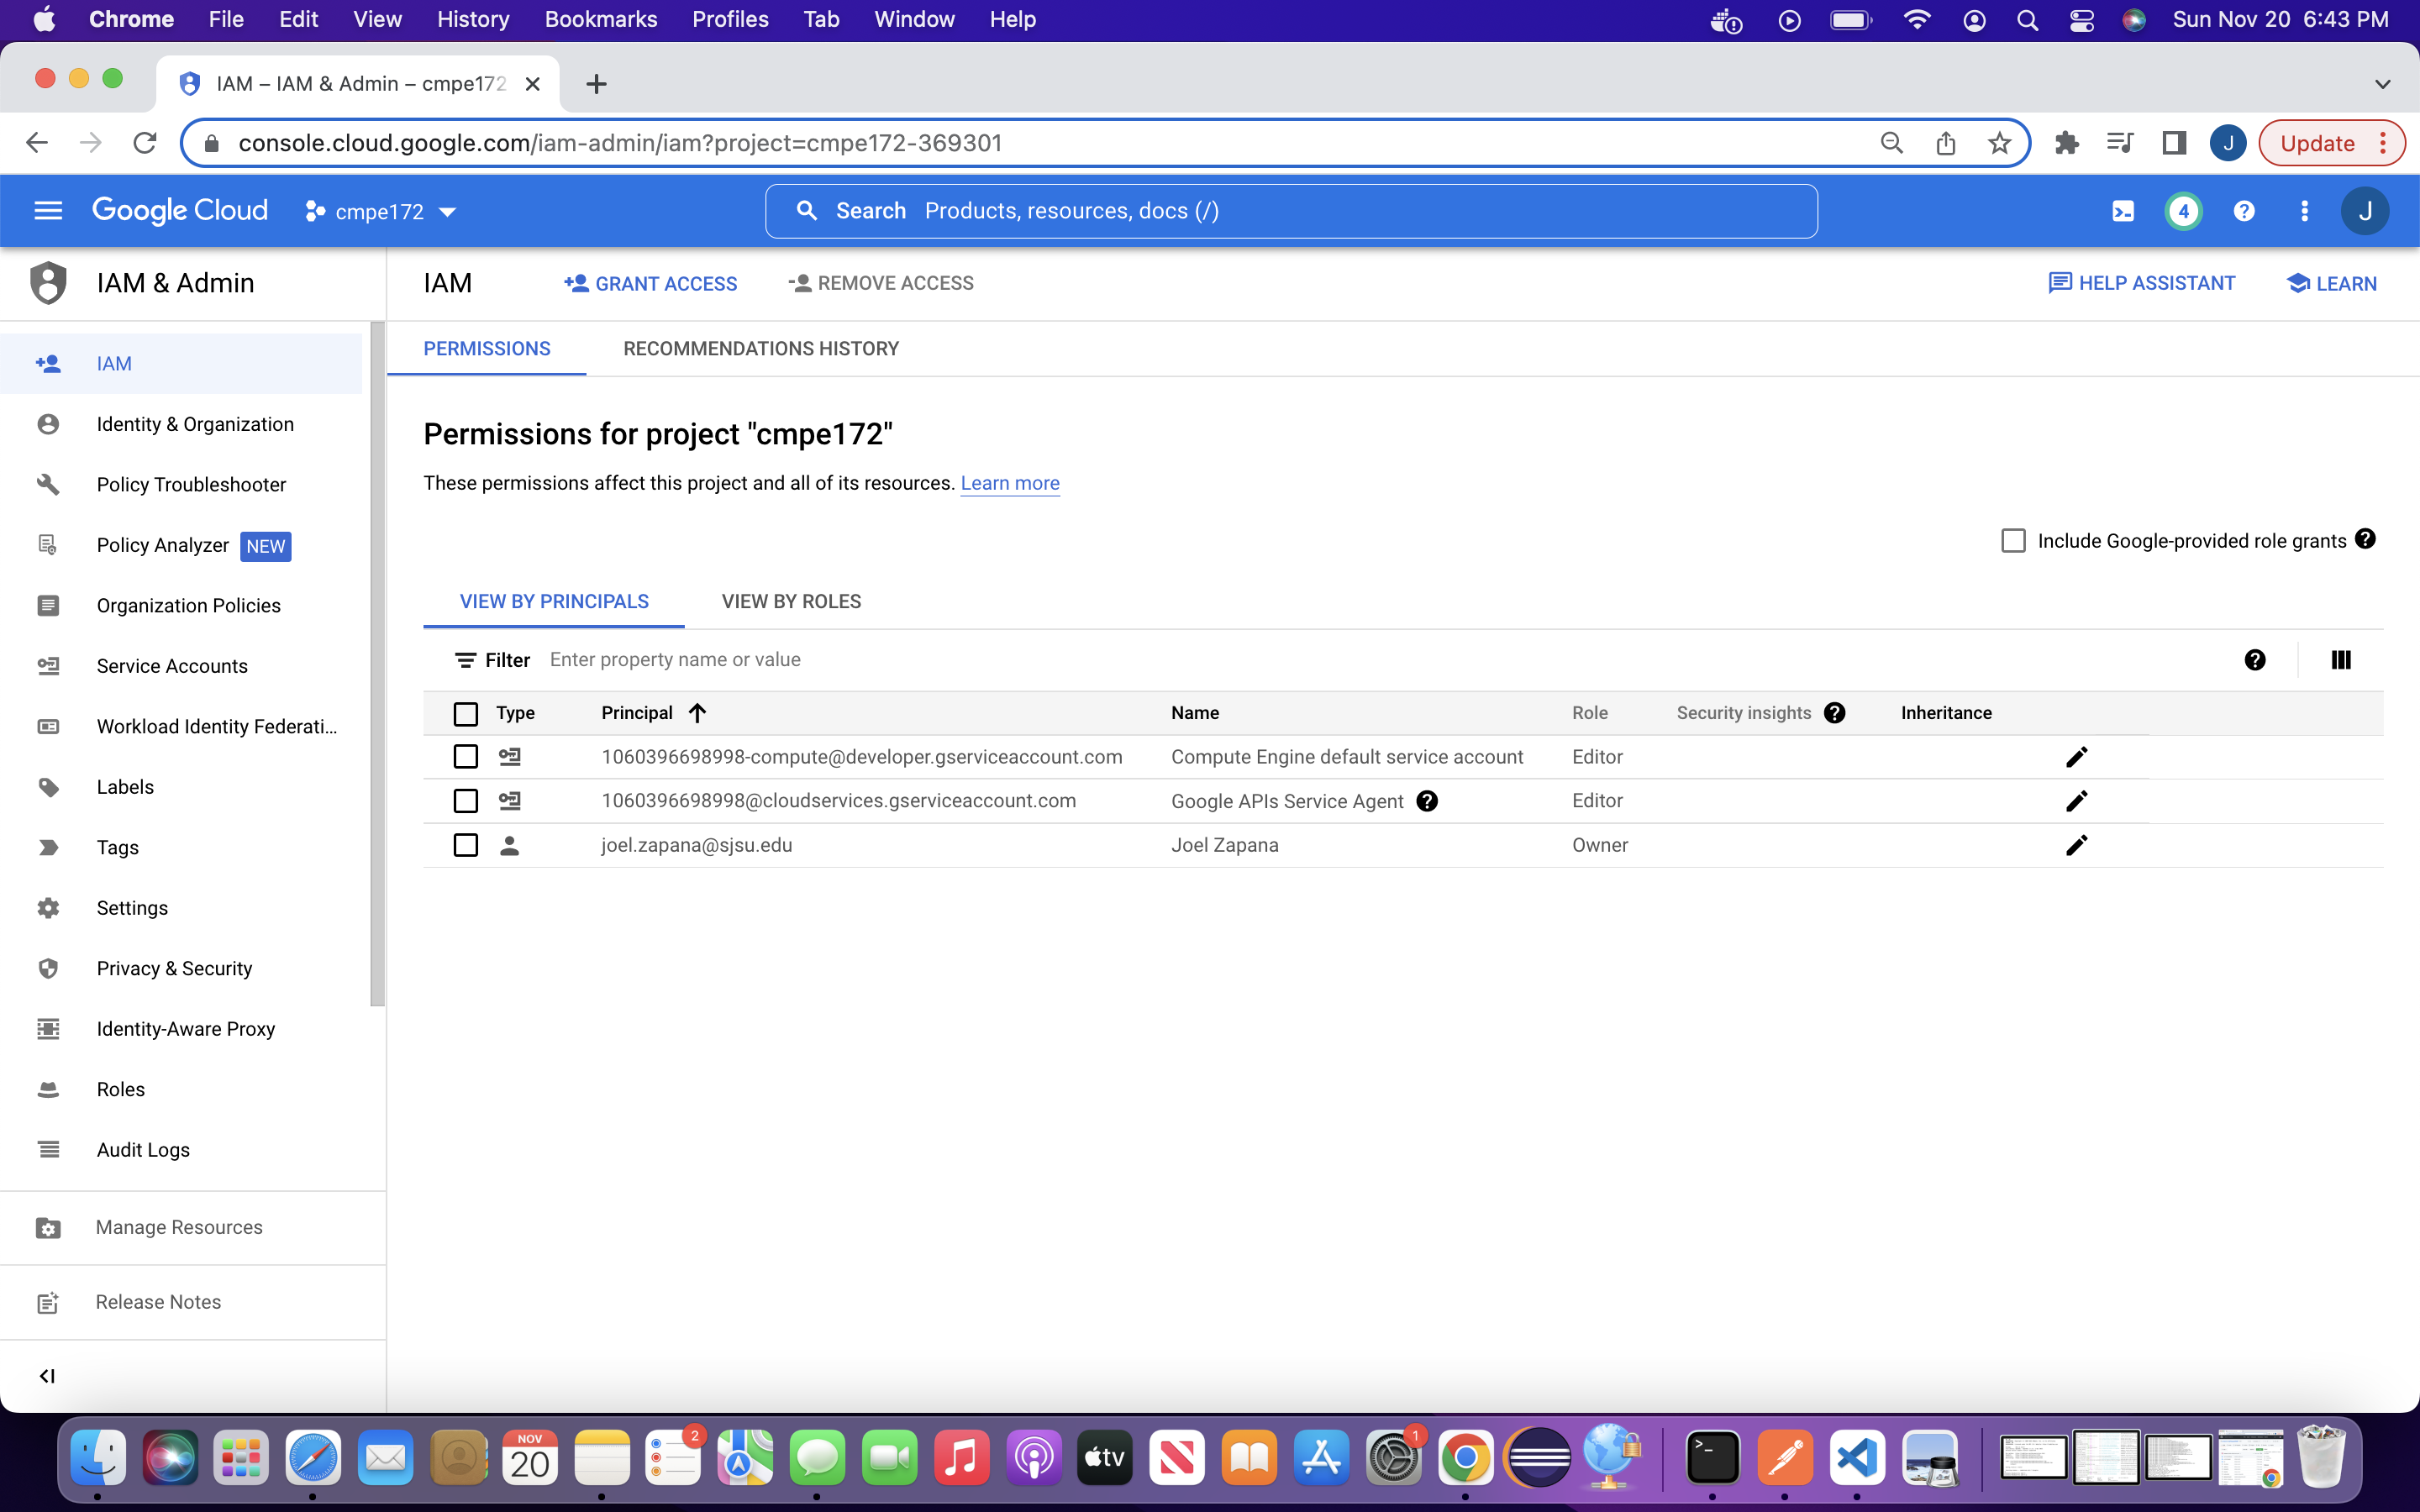 Chrome File Edit View History Bookmarks Profiles Tab Window Help Sun Nov 20 6:43 PM
IAM – IAM & Admin – cmpe172
console.cloud.google.com/iam-admin/iam?project=cmpe172-369301 J Update
Google Cloud cmpe172 Search Products, resources, docs (/) 4 J
IAM & Admin
IAM GRANT ACCESS REMOVE ACCESS HELP ASSISTANT LEARN
IAM
Identity & Organization
Policy Troubleshooter
Policy Analyzer NEW
Organization Policies
Service Accounts
Workload Identity Federati...
Labels
Tags
Settings
Privacy & Security
Identity-Aware Proxy
Roles
Audit Logs
Manage Resources
Release Notes
PERMISSIONS RECOMMENDATIONS HISTORY
Permissions for project "cmpe172"
These permissions affect this project and all of its resources. Learn more
Include Google-provided role grants
VIEW BY PRINCIPALS VIEW BY ROLES
Filter Enter property name or value
Type Principal Name Role Security insights Inheritance
1060396698998-compute@developer.gserviceaccount.com Compute Engine default service account Editor
1060396698998@cloudservices.gserviceaccount.com Google APIs Service Agent Editor
joel.zapana@sjsu.edu Joel Zapana Owner
NOV
20
2
tv
1